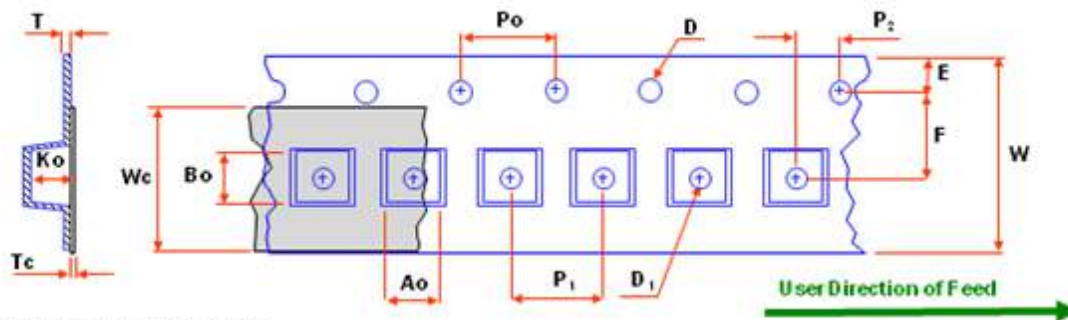 T
Po
D
P₂
E
F
W
Ko
Wc
Bo
Tc
Ao
P₁
D₁
User Direction of Feed